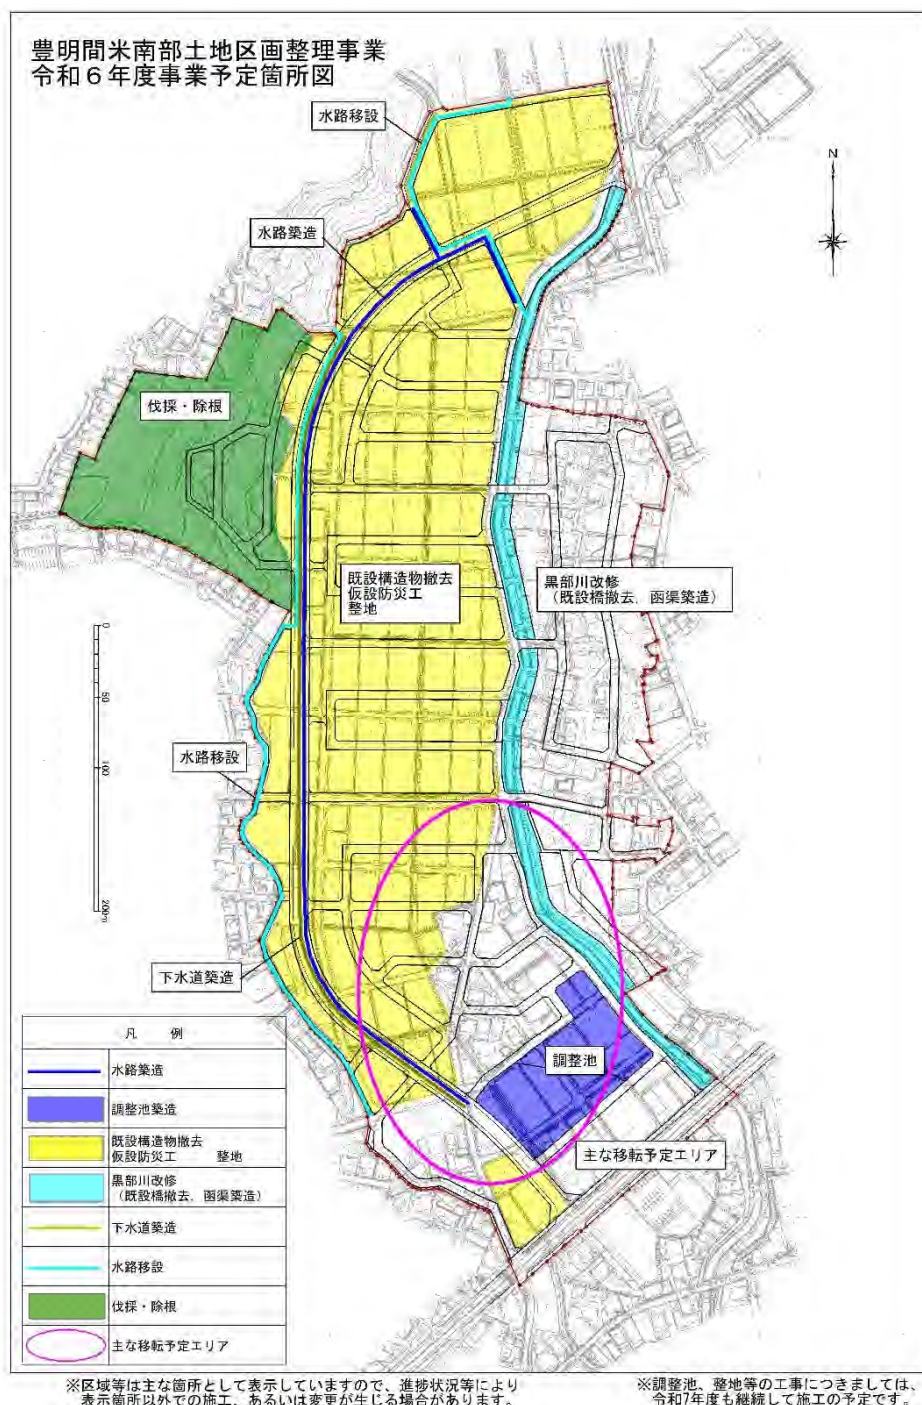 豊明間米南部土地区画整理事業
令和6年度事業予定箇所図
水路移設
N
水路築造
伐採・除根
既設構造物撤去
仮設防災工
整地
黒部川改修
(既設橋撤去、函渠築造)
0
50
100
200m
水路移設
下水道築造
調整池
主な移転予定エリア
凡 例
水路築造
調整池築造
既設構造物撤去
仮設防災工 整地
黒部川改修
(既設橋撤去、函渠築造)
下水道築造
水路移設
伐採・除根
主な移転予定エリア
※区域等は主な箇所として表示していますので、進捗状況等により
表示箇所以外での施工、あるいは変更が生じる場合があります。
※調整池、整地等の工事につきましては、
令和7年度も継続して施工の予定です。